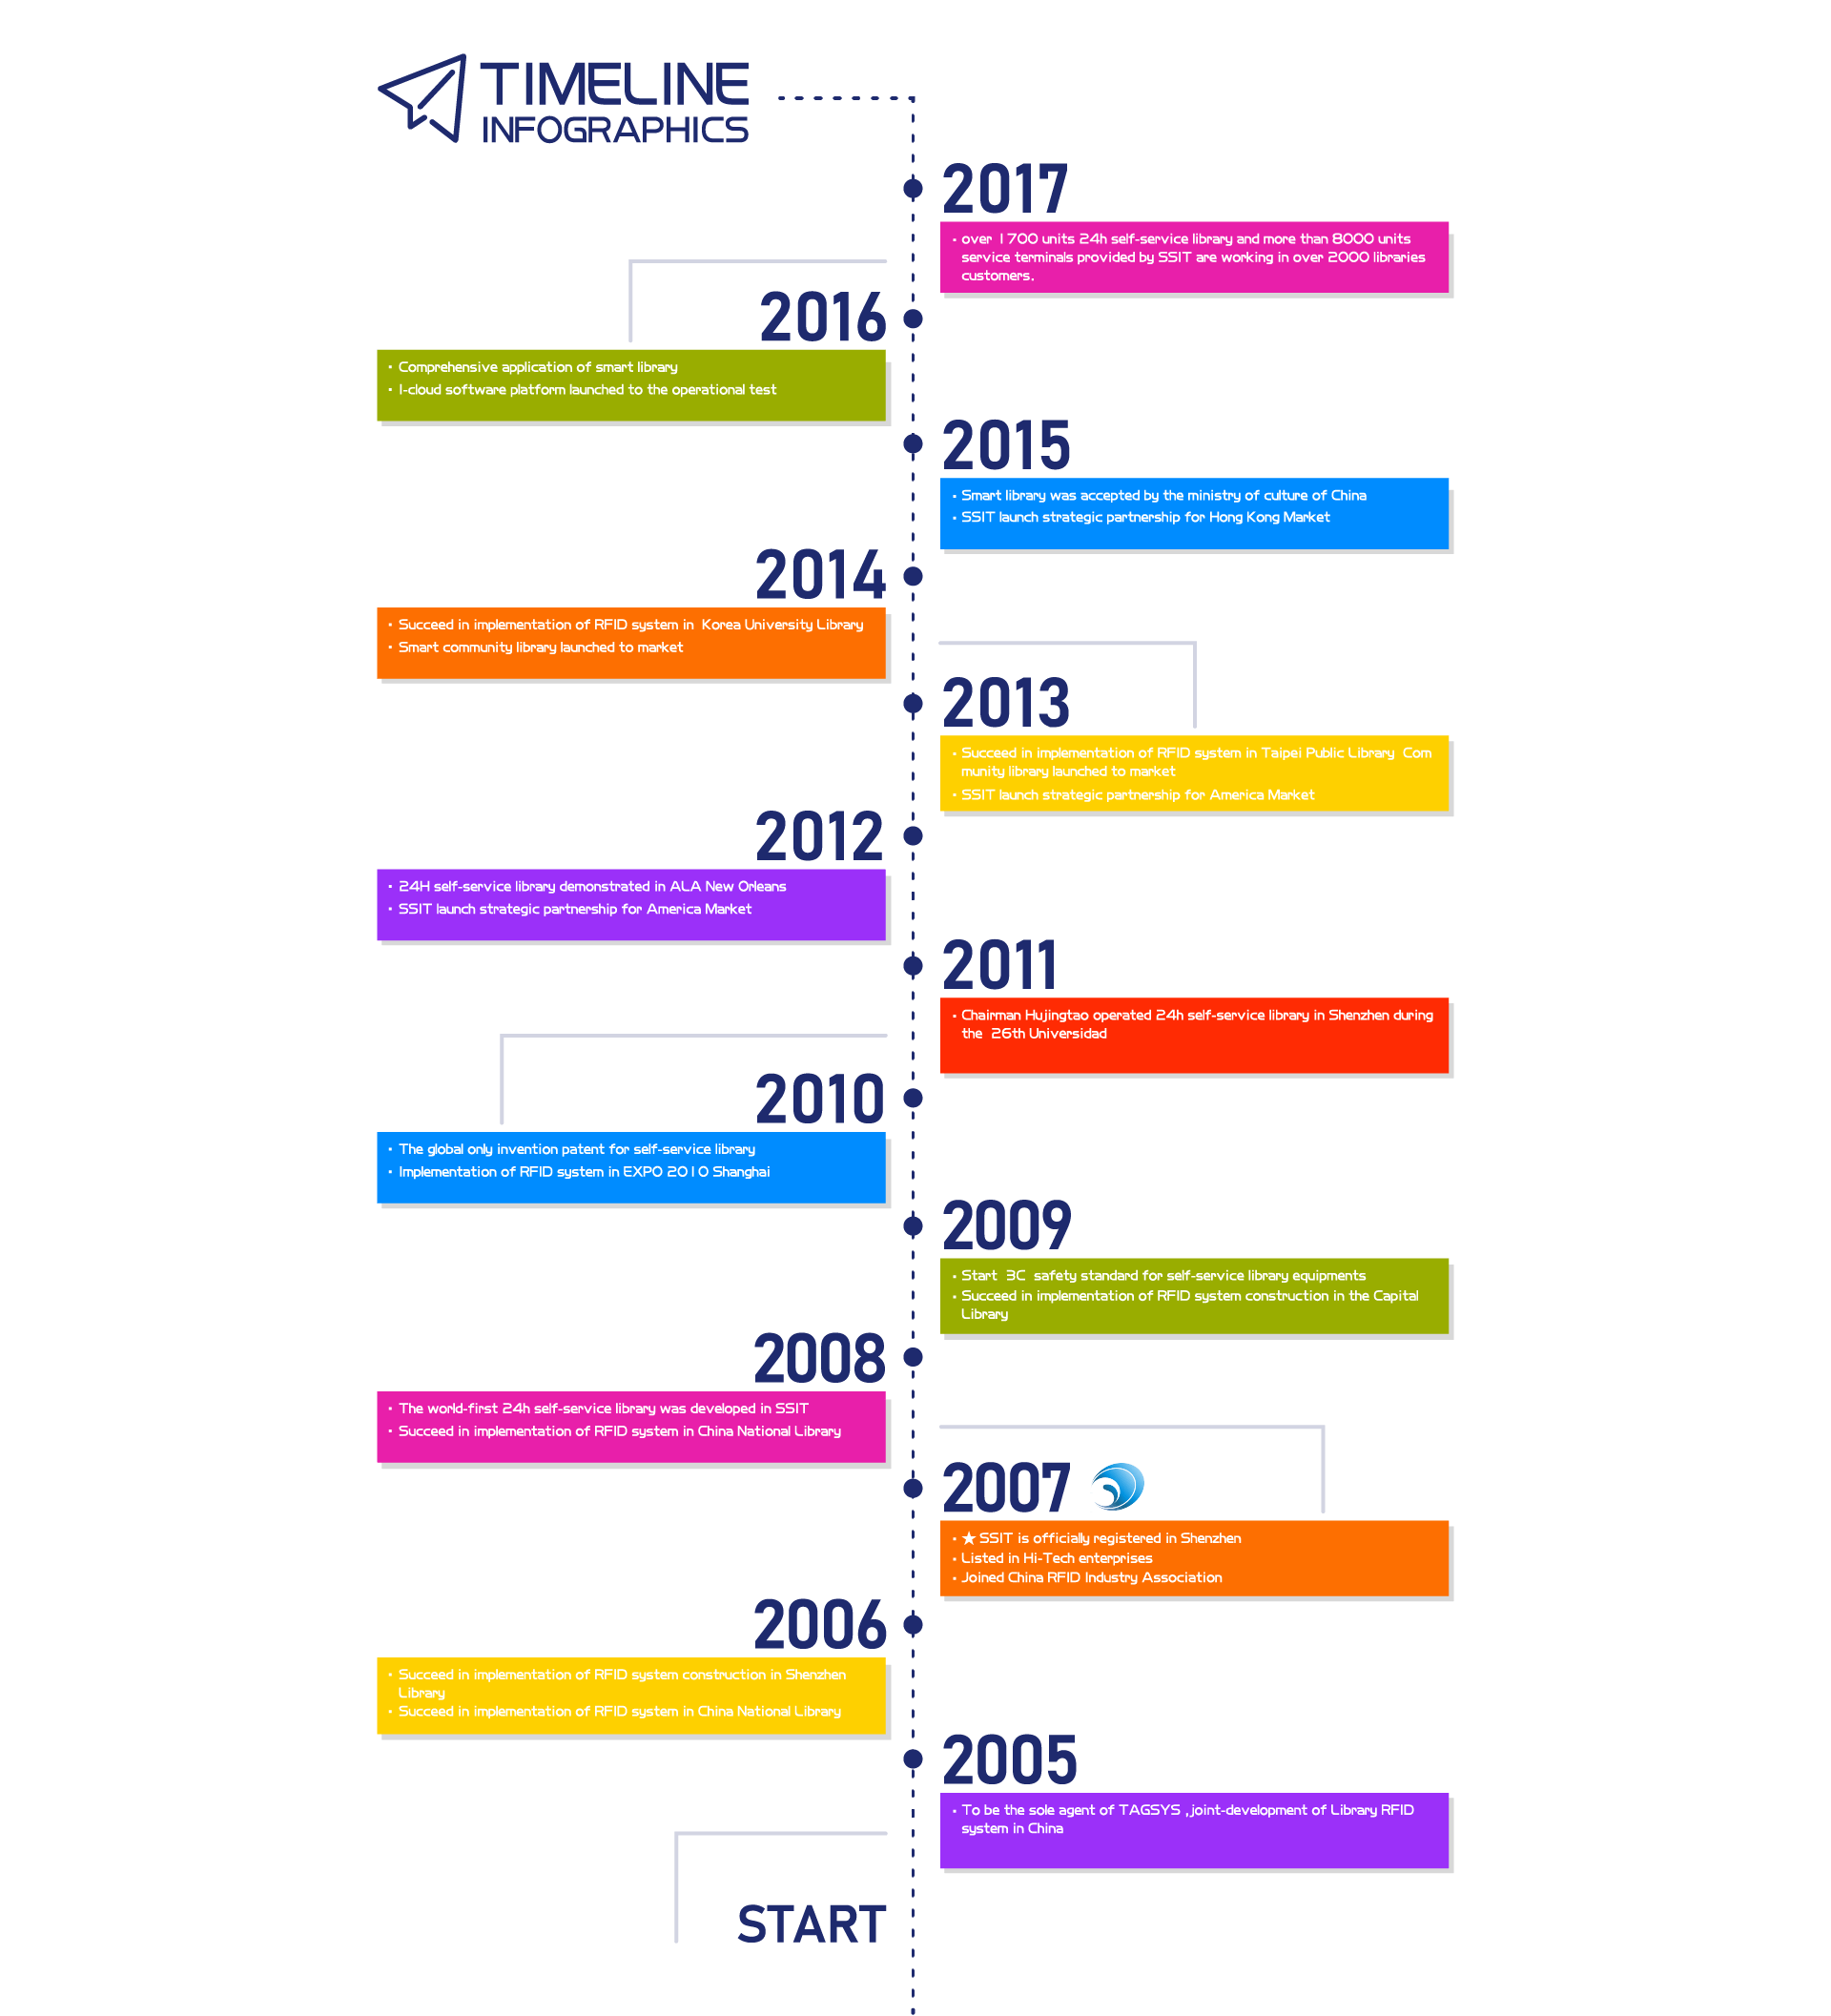 TIMELINE
INFOGRAPHICS
2017
• over 1700 units 24h self-service library and more than 8000 units
service terminals provided by SSIT are working in over 2000 libraries
customers.
2016
• Comprehensive application of smart library
• I-cloud software platform launched to the operational test
2015
• Smart library was accepted by the ministry of culture of China
• SSIT launch strategic partnership for Hong Kong Market
2014
• Succeed in implementation of RFID system in Korea University Library
• Smart community library launched to market
2013
• Succeed in implementation of RFID system in Taipei Public Library Com
munity library launched to market
• SSIT launch strategic partnership for America Market
2012
• 24H self-service library demonstrated in ALA New Orleans
• SSIT launch strategic partnership for America Market
2011
• Chairman Hujingtao operated 24h self-service library in Shenzhen during
the 26th Universidad
2010
• The global only invention patent for self-service library
• Implementation of RFID system in EXPO 2010 Shanghai
2009
• Start 3C safety standard for self-service library equipments
• Succeed in implementation of RFID system construction in the Capital
Library
2008
• The world-first 24h self-service library was developed in SSIT
• Succeed in implementation of RFID system in China National Library
2007
• ★ SSIT is officially registered in Shenzhen
• Listed in Hi-Tech enterprises
• Joined China RFID Industry Association
2006
• Succeed in implementation of RFID system construction in Shenzhen
Library
• Succeed in implementation of RFID system in China National Library
2005
• To be the sole agent of TAGSYS ,joint-development of Library RFID
system in China
START